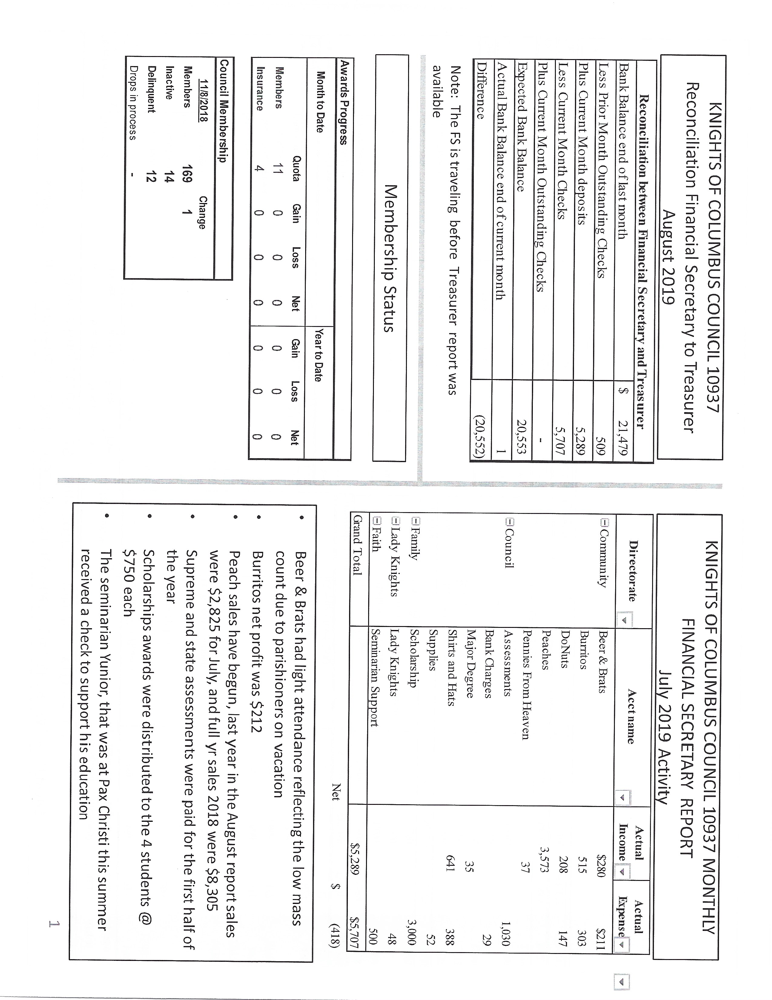 KNIGHTS OF COLUMBUS COUNCIL 10937
Reconciliation Financial Secretary to Treasurer
August 2019
Reconciliation between Financial Secretary and Treasurer
Bank Balance end of last month $ 21,479
Less Prior Month Outstanding Checks 509
Plus Current Month deposits 5,289
Less Current Month Checks 5,707
Plus Current Month Outstanding Checks -
Expected Bank Balance 20,553
Actual Bank Balance end of current month 1
Difference (20,552)
Note: The FS is traveling before Treasurer report was
available
Membership Status
Awards Progress
Month to Date Year to Date
Quota Gain Loss Net Gain Loss Net
Members 11 0 0 0 0 0 0
Insurance 4 0 0 0 0 0 0
Council Membership
11/8/2018 Change
Members 169 1
Inactive 14
Delinquent 12
Drops in process -
KNIGHTS OF COLUMBUS COUNCIL 10937 MONTHLY
FINANCIAL SECRETARY REPORT
July 2019 Activity
Directorate Acct name Actual Income Actual Expense
Community Beer & Brats $280 $211
Burritos 515 303
DoNuts 208 147
Peaches 3,573
Pennies From Heaven 37
Council Assessments 1,030
Bank Charges 29
Major Degree 35
Shirts and Hats 641 388
Supplies 52
Family Scholarship 3,000
Lady Knights Lady Knights 48
Faith Seminarian Support 500
Grand Total $5,289 $5,707
Net $ (418)
• Beer & Brats had light attendance reflecting the low mass
count due to parishioners on vacation
• Burritos net profit was $212
• Peach sales have begun, last year in the August report sales
were $2,825 for July, and full yr sales 2018 were $8,305
• Supreme and state assessments were paid for the first half of
the year
• Scholarships awards were distributed to the 4 students @
$750 each
• The seminarian Yunior, that was at Pax Christi this summer
received a check to support his education
1